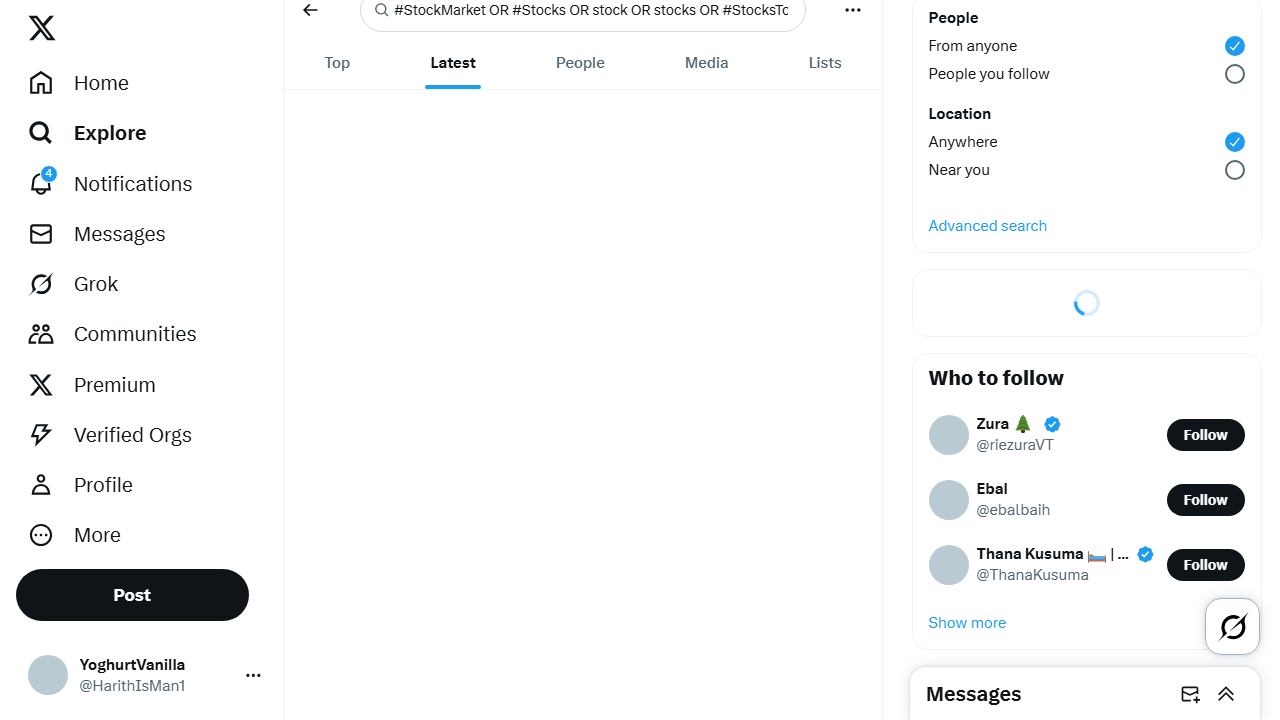 Home
Explore
4
Notifications
Messages
Grok
Communities
Premium
Verified Orgs
Profile
More
Post
YoghurtVanilla
@HarithIsMan1
#StockMarket OR #Stocks OR stock OR stocks OR #StocksTo
Top
Latest
People
Media
Lists
People
From anyone
People you follow
Location
Anywhere
Near you
Advanced search
Who to follow
Zura
@riezuraVT
Follow
Ebal
@ebalbaih
Follow
Thana Kusuma | ...
@ThanaKusuma
Follow
Show more
Messages